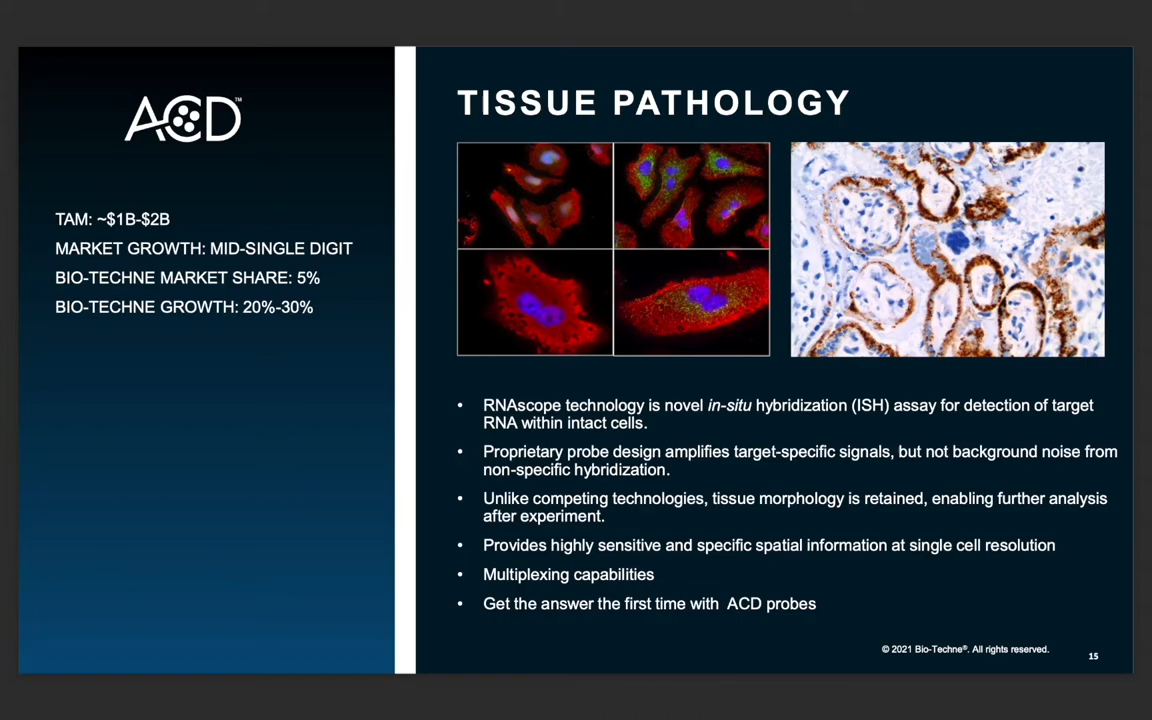 ACD™
TAM: ~$1B-$2B
MARKET GROWTH: MID-SINGLE DIGIT
BIO-TECHNE MARKET SHARE: 5%
BIO-TECHNE GROWTH: 20%-30%
TISSUE PATHOLOGY
• RNAscope technology is novel in-situ hybridization (ISH) assay for detection of target
RNA within intact cells.
• Proprietary probe design amplifies target-specific signals, but not background noise from
non-specific hybridization.
• Unlike competing technologies, tissue morphology is retained, enabling further analysis
after experiment.
• Provides highly sensitive and specific spatial information at single cell resolution
• Multiplexing capabilities
• Get the answer the first time with ACD probes
© 2021 Bio-Techne®. All rights reserved.
15